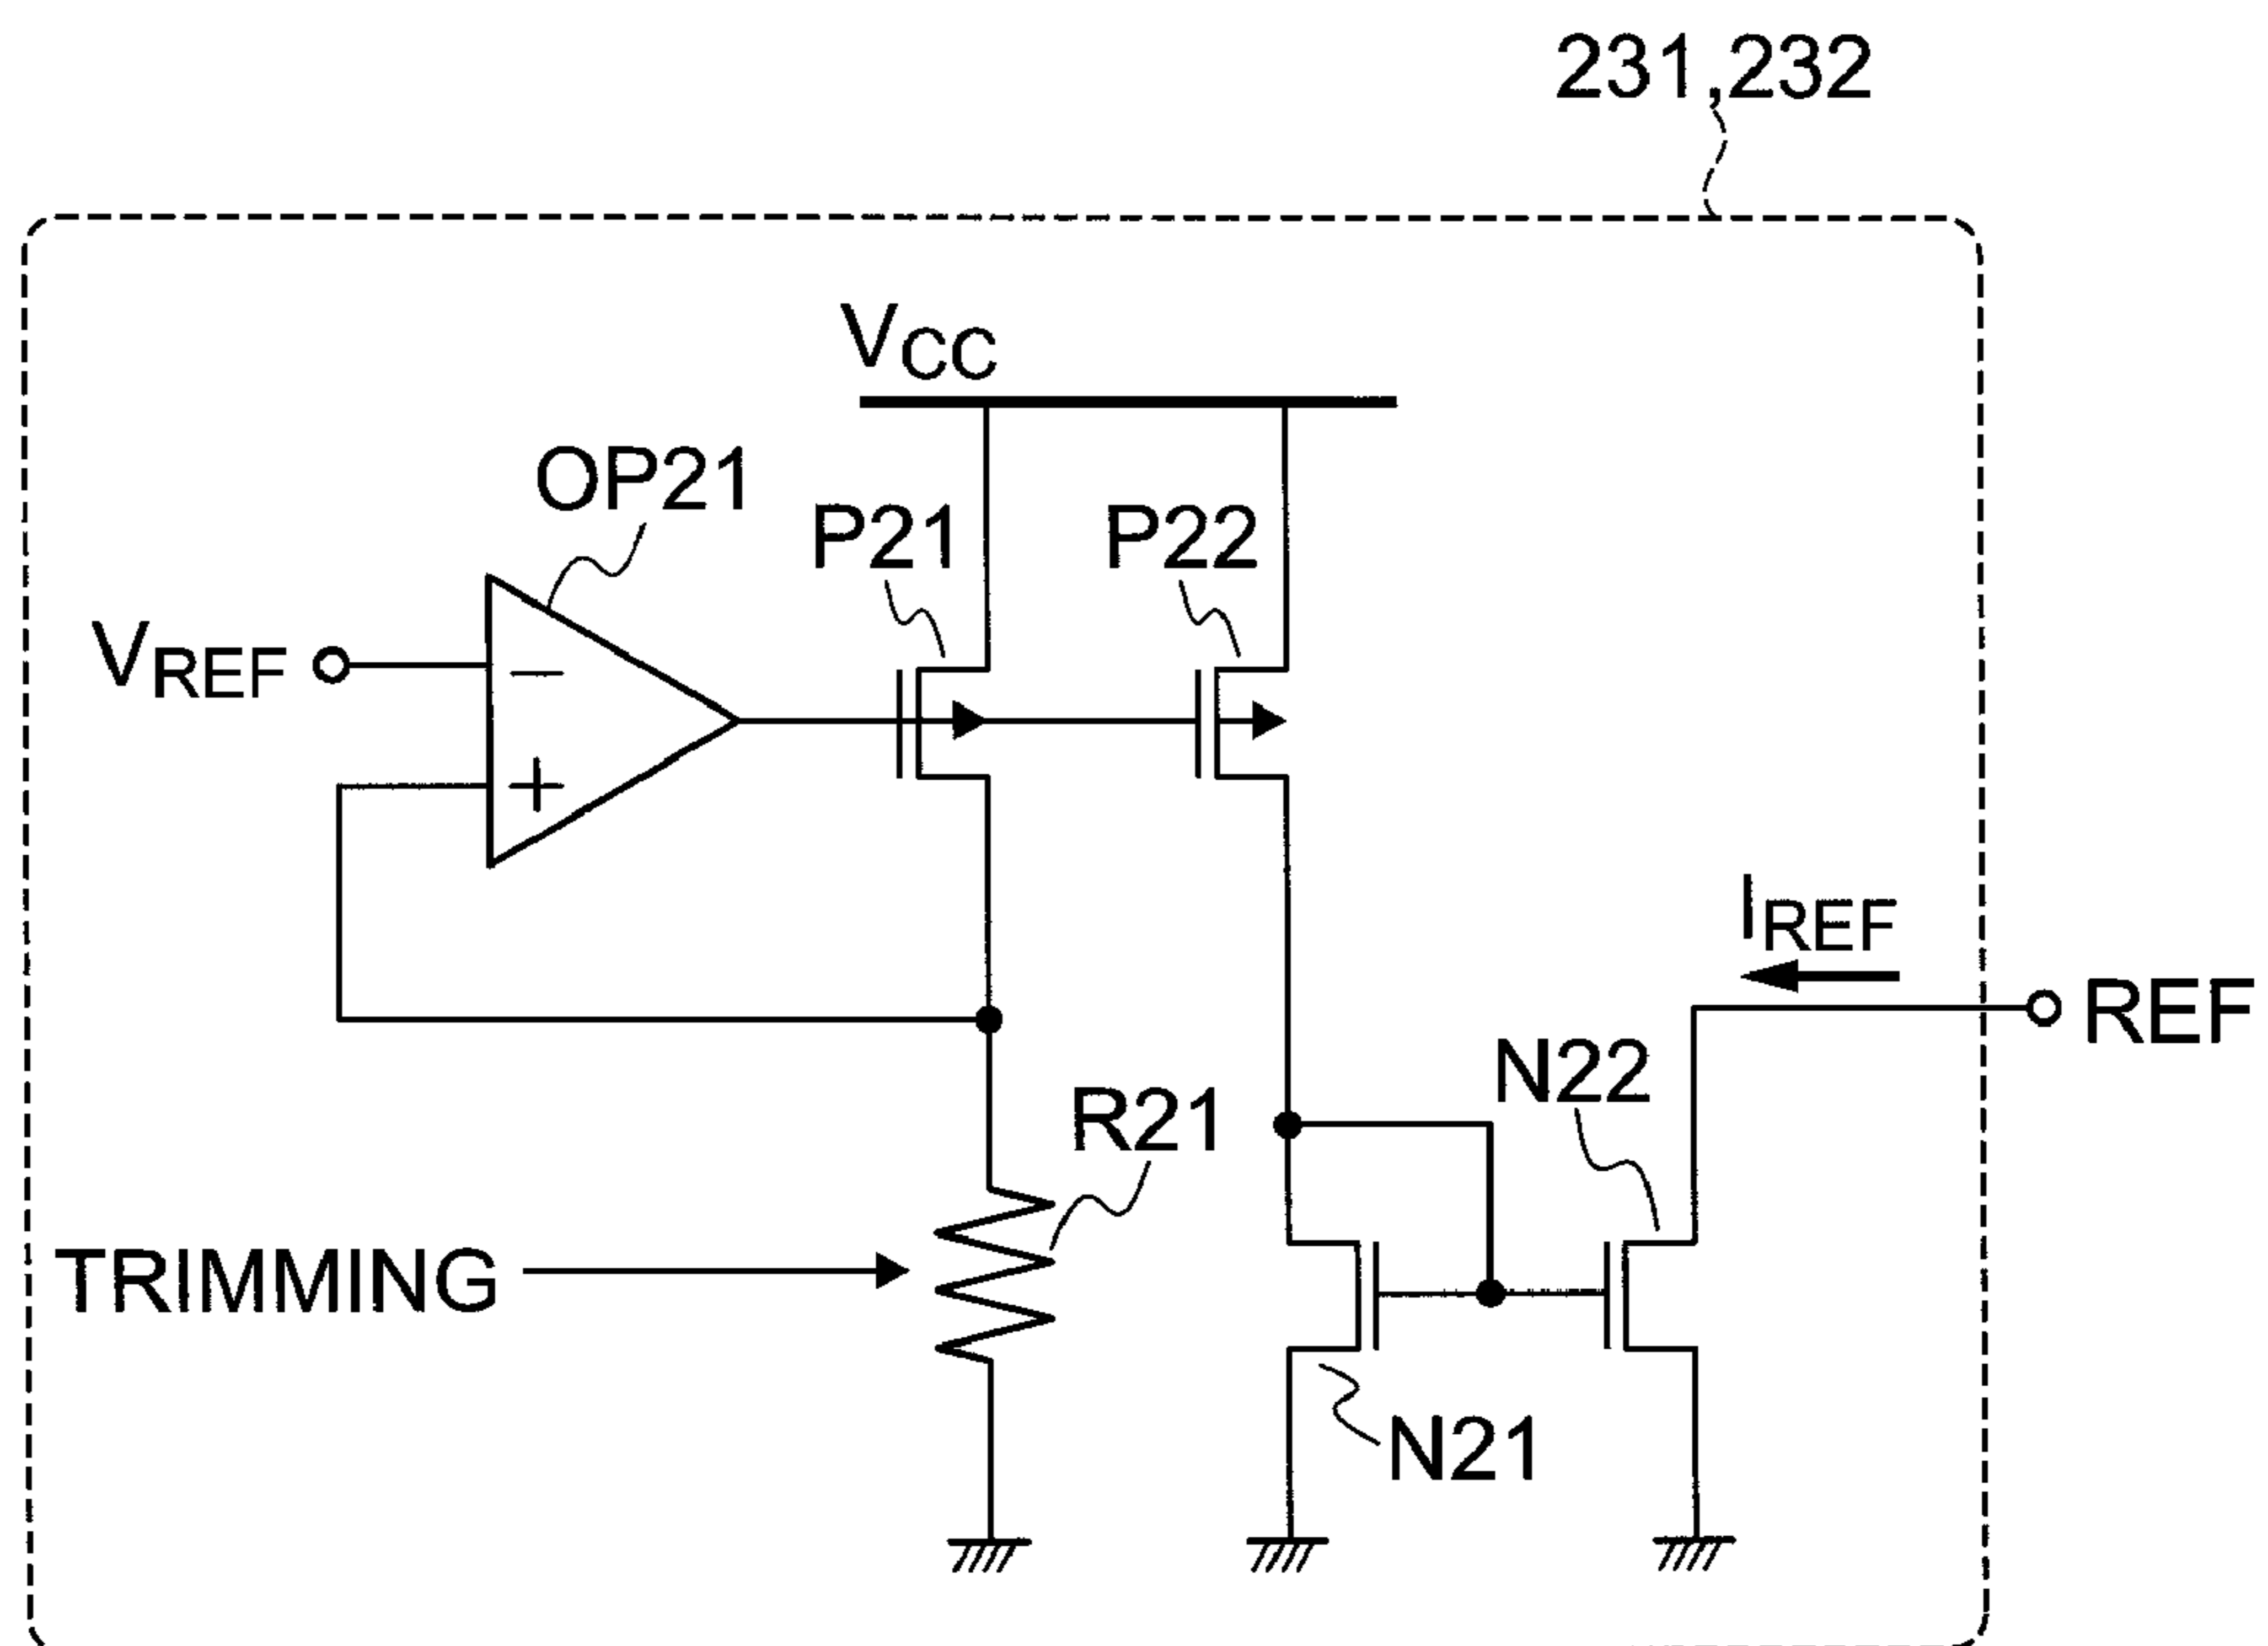 231,232
VCC
OP21
P21
P22
VREF
−
+
IREF
REF
N22
R21
TRIMMING
N21